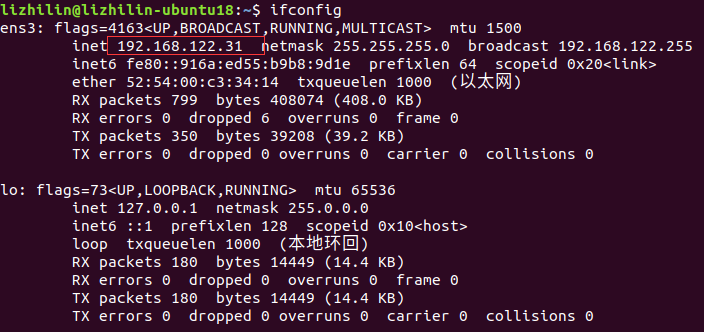 lizhilin@lizhilin-ubuntu18:~$ ifconfig
ens3: flags=4163<UP,BROADCAST,RUNNING,MULTICAST>  mtu 1500
        inet 192.168.122.31  netmask 255.255.255.0  broadcast 192.168.122.255
        inet6 fe80::916a:ed55:b9b8:9d1e  prefixlen 64  scopeid 0x20<link>
        ether 52:54:00:c3:34:14  txqueuelen 1000  (以太网)
        RX packets 799  bytes 408074 (408.0 KB)
        RX errors 0  dropped 6  overruns 0  frame 0
        TX packets 350  bytes 39208 (39.2 KB)
        TX errors 0  dropped 0 overruns 0  carrier 0  collisions 0

lo: flags=73<UP,LOOPBACK,RUNNING>  mtu 65536
        inet 127.0.0.1  netmask 255.0.0.0
        inet6 ::1  prefixlen 128  scopeid 0x10<host>
        loop  txqueuelen 1000  (本地环回)
        RX packets 180  bytes 14449 (14.4 KB)
        RX errors 0  dropped 0  overruns 0  frame 0
        TX packets 180  bytes 14449 (14.4 KB)
        TX errors 0  dropped 0 overruns 0  carrier 0  collisions 0